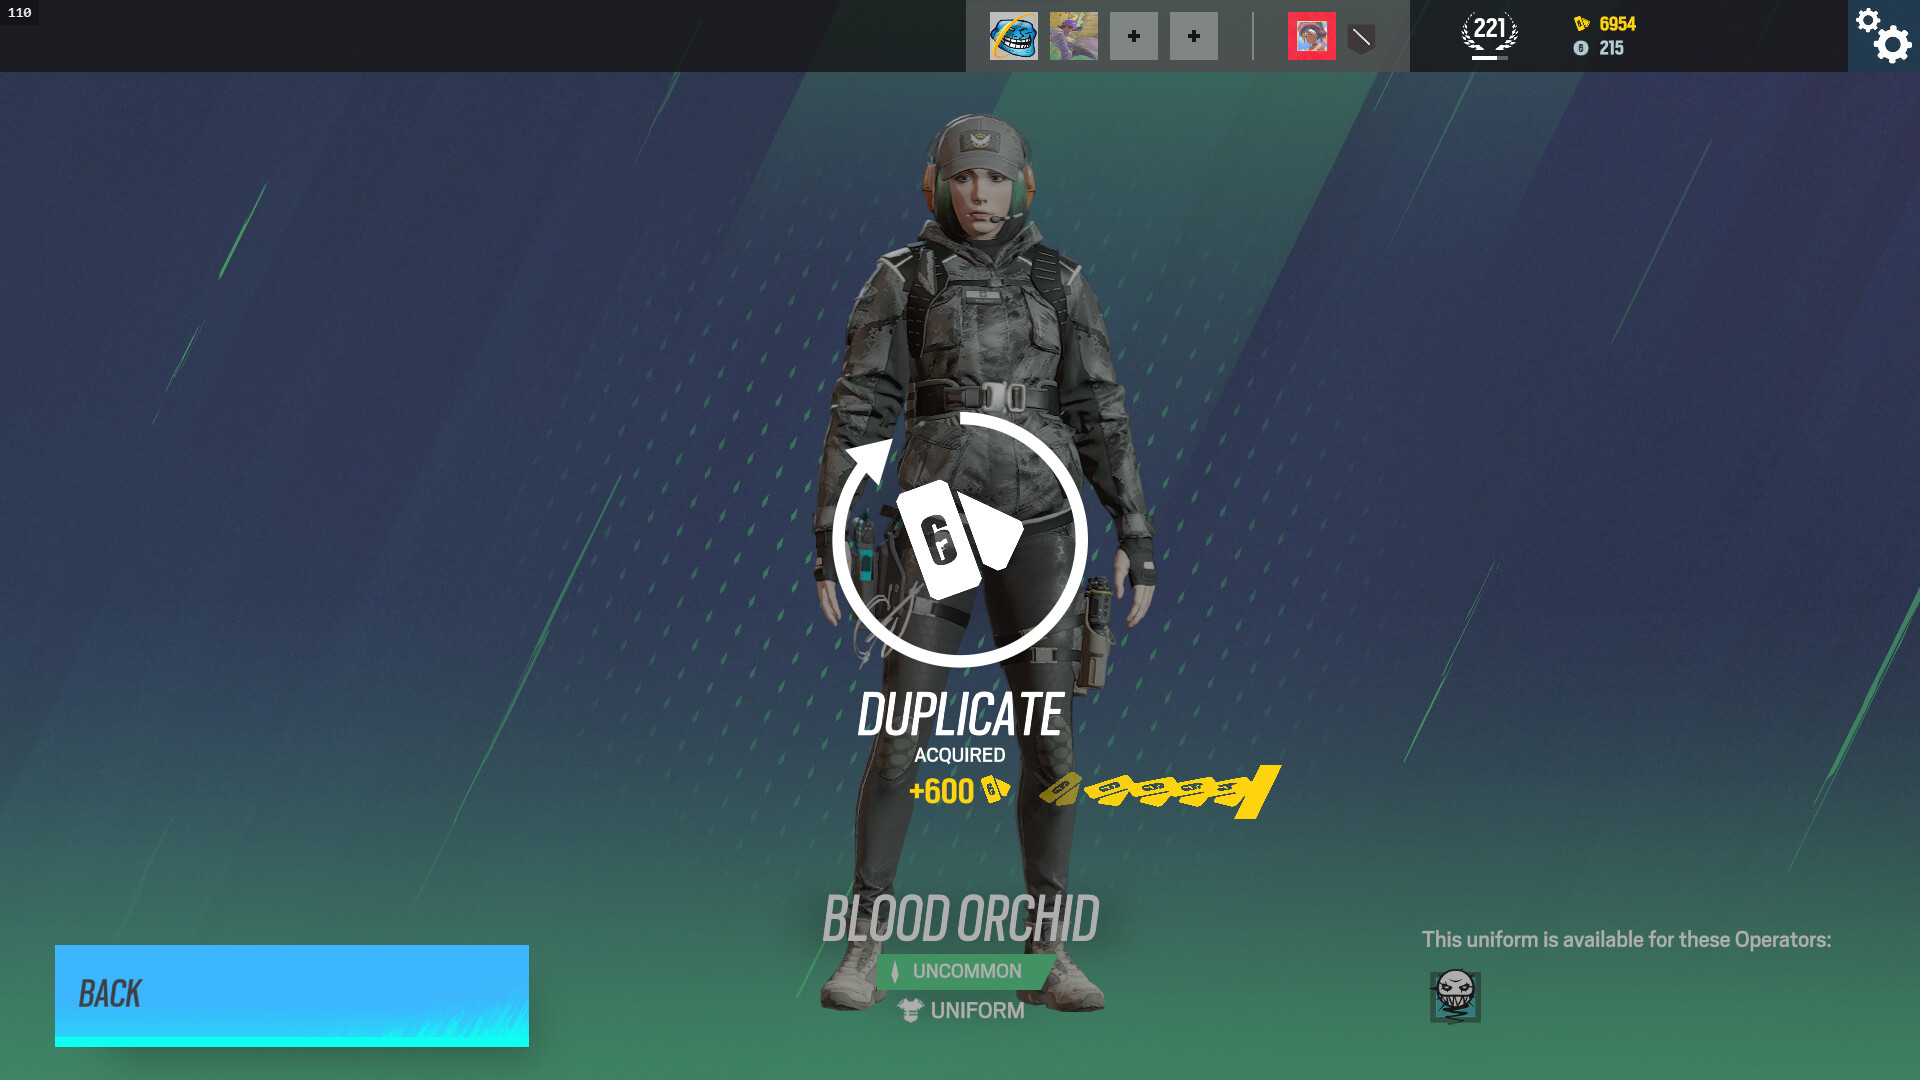 110
221
6954
215
DUPLICATE
ACQUIRED
+600
BLOOD ORCHID
UNCOMMON
UNIFORM
This uniform is available for these Operators:
BACK